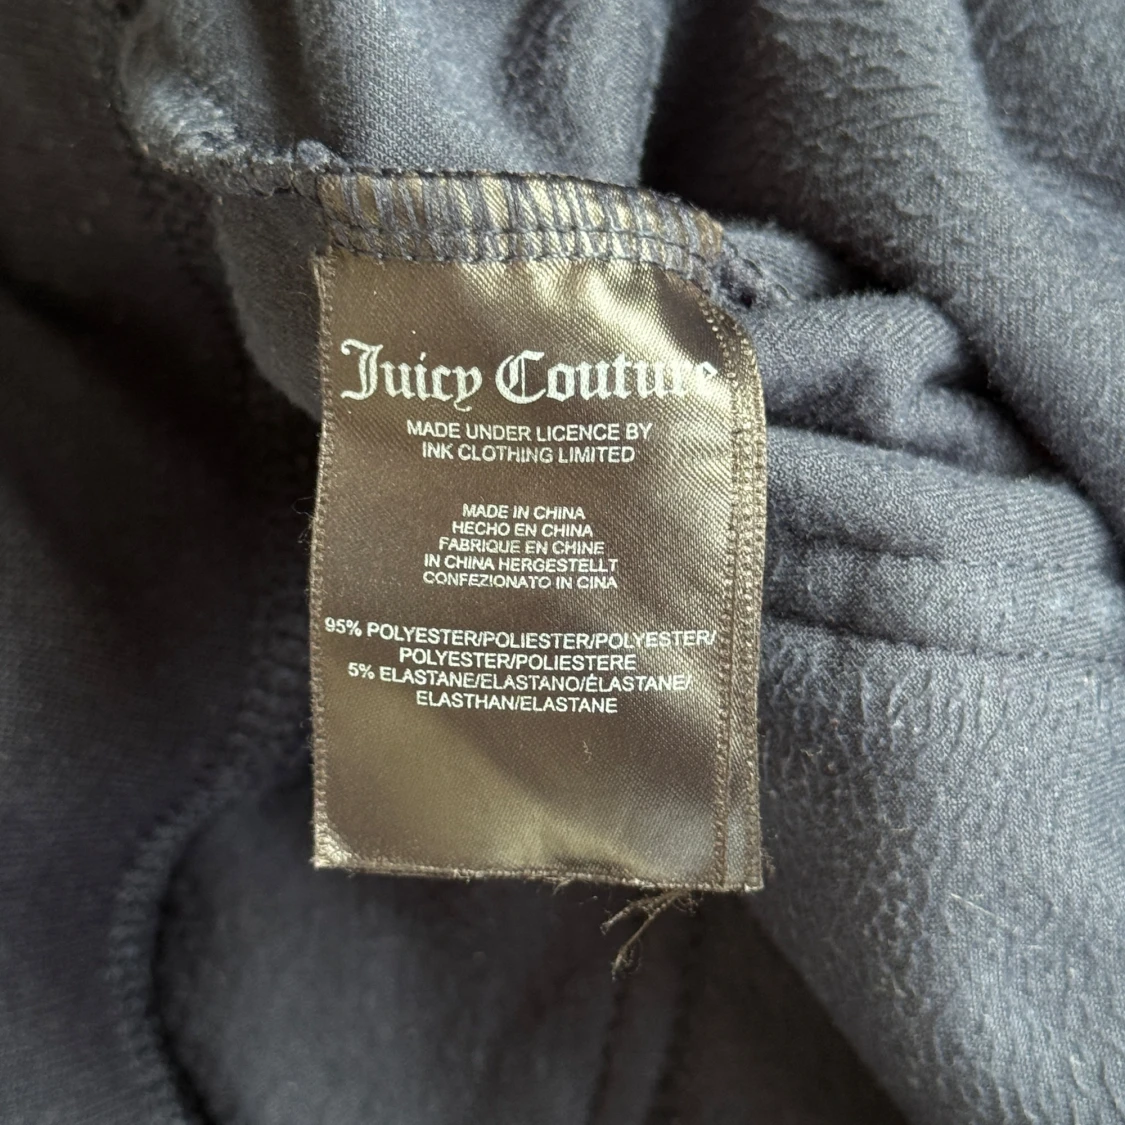 Juicy Couture
MADE UNDER LICENCE BY
INK CLOTHING LIMITED
MADE IN CHINA
HECHO EN CHINA
FABRIQUE EN CHINE
IN CHINA HERGESTELLT
CONFEZIONATO IN CINA
95% POLYESTER/POLIESTER/POLYESTER/
POLYESTER/POLIESTERE
5% ELASTANE/ELASTANO/ÉLASTANE/
ELASTHAN/ELASTANE